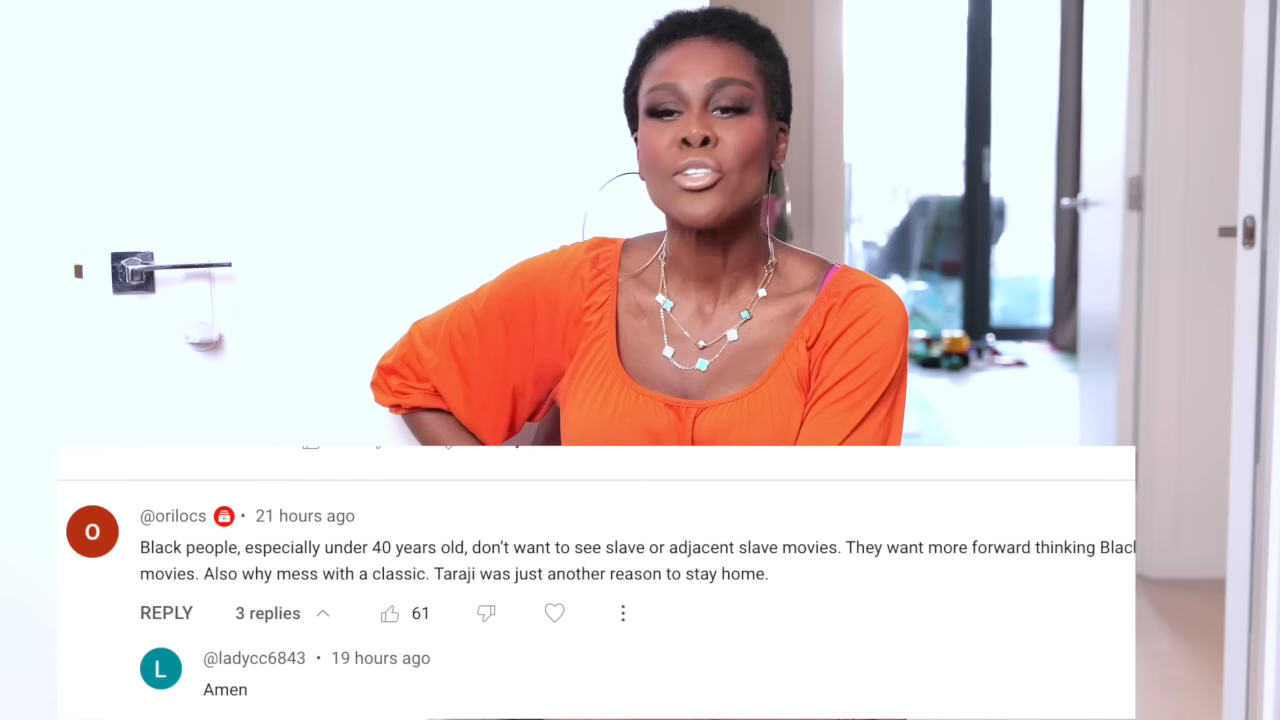 O
@orilocs • 21 hours ago
Black people, especially under 40 years old, don’t want to see slave or adjacent slave movies. They want more forward thinking Blac
movies. Also why mess with a classic. Taraji was just another reason to stay home.
REPLY 3 replies 61
L
@ladycc6843 • 19 hours ago
Amen